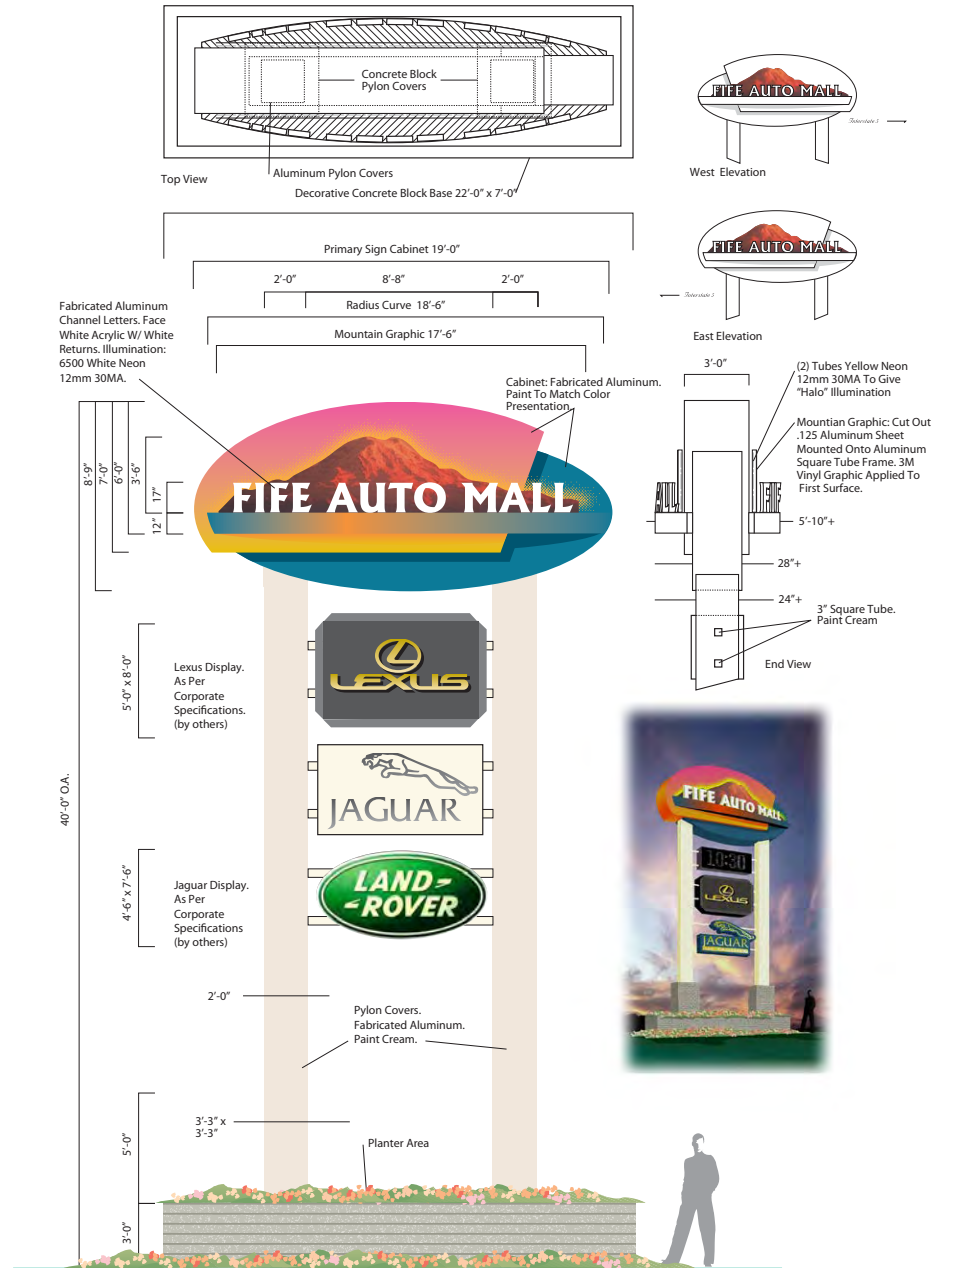 Concrete Block
Pylon Covers
Top View
Aluminum Pylon Covers
Decorative Concrete Block Base 22'-0" x 7'-0"
FIFE AUTO MALL
Interstate 5
West Elevation
FIFE AUTO MALL
Interstate 5
East Elevation
Primary Sign Cabinet 19'-0"
2'-0"
8'-8"
2'-0"
Radius Curve 18'-6"
Mountain Graphic 17'-6"
Fabricated Aluminum
Channel Letters. Face
White Acrylic W/ White
Returns. Illumination:
6500 White Neon
12mm 30MA.
Cabinet: Fabricated Aluminum.
Paint To Match Color
Presentation
3'-0"
(2) Tubes Yellow Neon
12mm 30MA To Give
"Halo" Illumination
Mountian Graphic: Cut Out
.125 Aluminum Sheet
Mounted Onto Aluminum
Square Tube Frame. 3M
Vinyl Graphic Applied To
First Surface.
5'-10"+
28"+
24"+
3" Square Tube.
Paint Cream
End View
8'-9"
7'-0"
6'-0"
3'-6"
17"
12"
FIFE AUTO MALL
5'-0" x 8'-0"
Lexus Display.
As Per
Corporate
Specifications.
(by others)
LEXUS
JAGUAR
40'-0" O.A.
4'-6" x 7'-6"
Jaguar Display.
As Per
Corporate
Specifications
(by others)
LAND-
-ROVER
FIFE AUTO MALL
10:30
LEXUS
JAGUAR
2'-0"
Pylon Covers.
Fabricated Aluminum.
Paint Cream.
5'-0"
3'-3" x
3'-3"
Planter Area
3'-0"